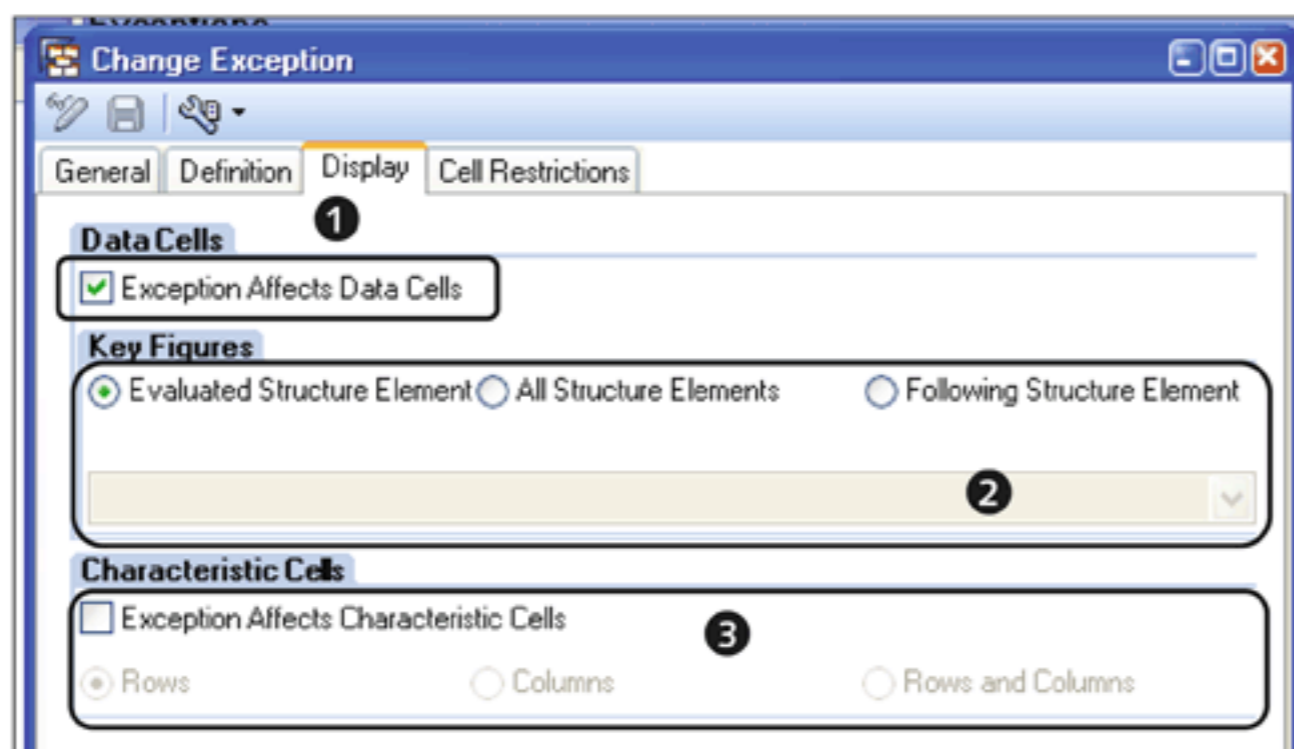 Exceptions
Change Exception
General Definition Display Cell Restrictions
1
Data Cells
Exception Affects Data Cells
Key Figures
Evaluated Structure Element All Structure Elements Following Structure Element
2
Characteristic Cells
Exception Affects Characteristic Cells
3
Rows Columns Rows and Columns